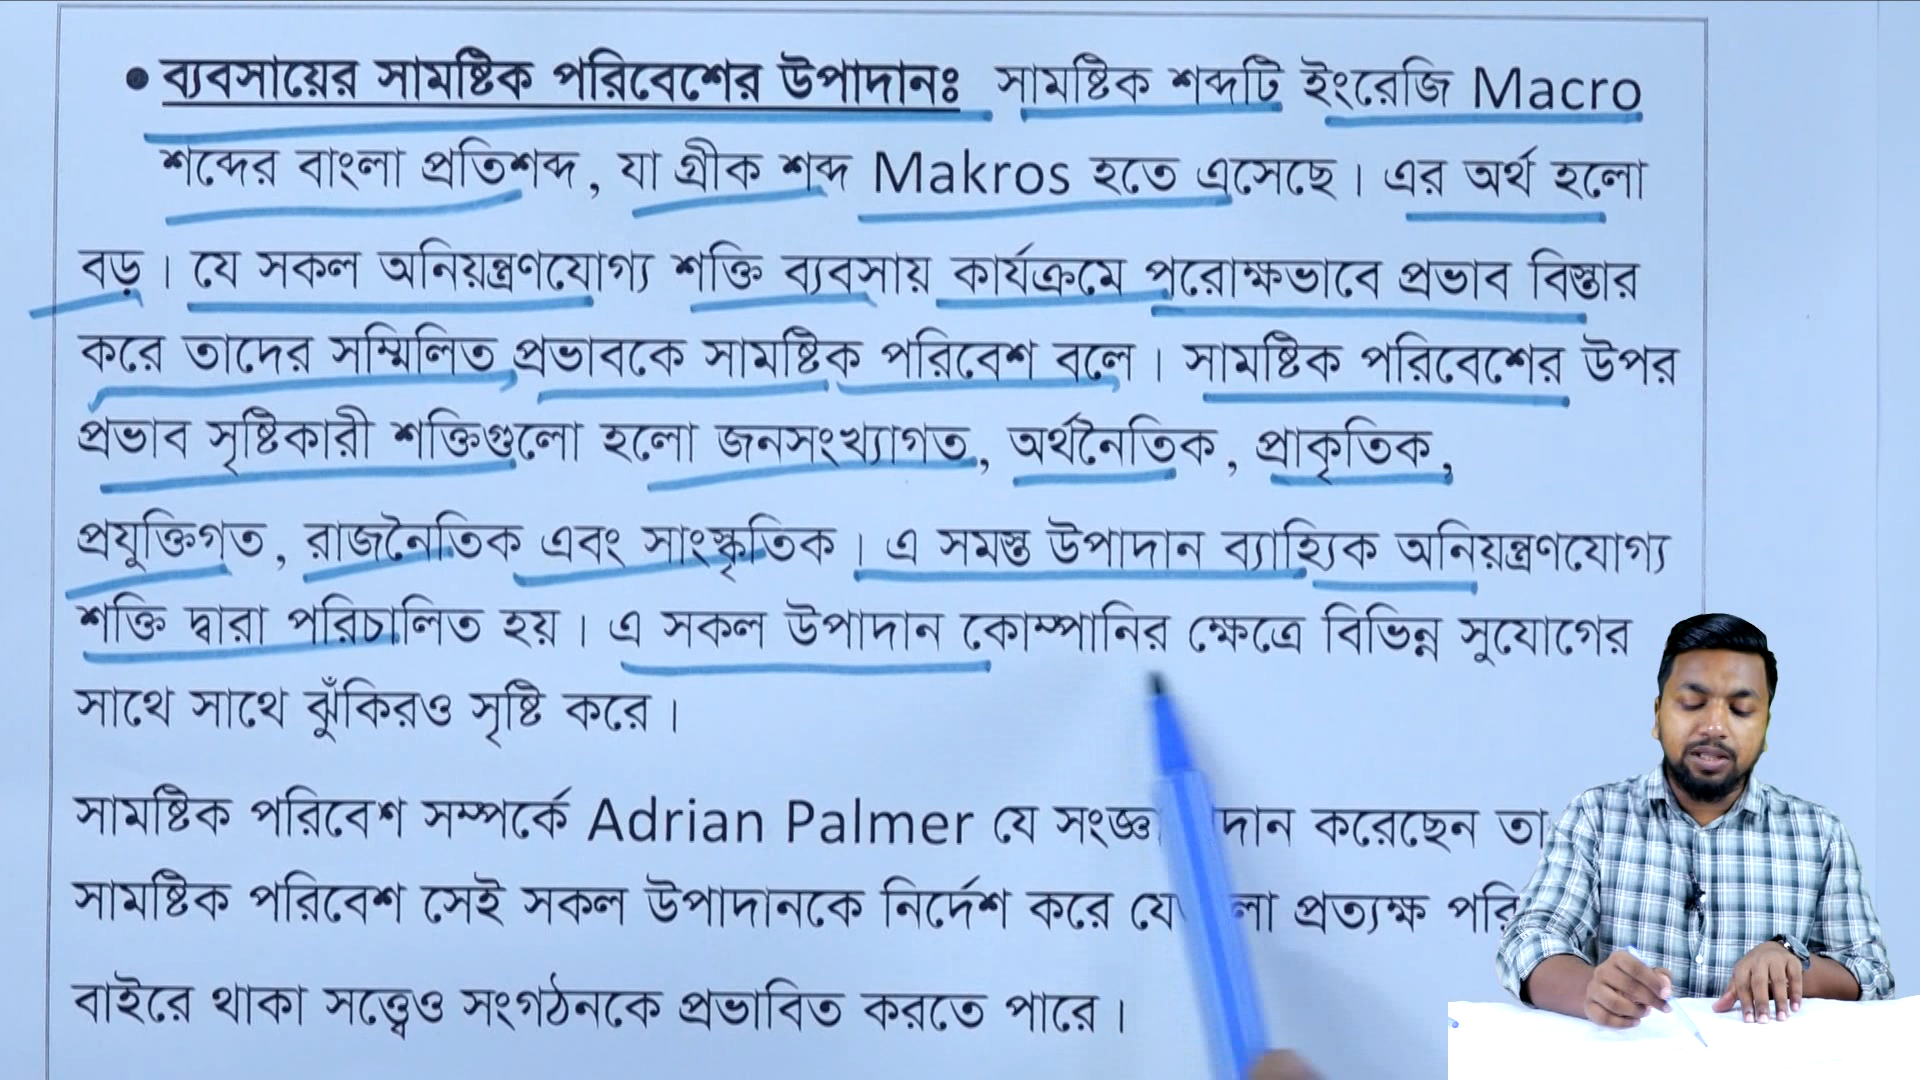 • ব্যবসায়ের সামষ্টিক পরিবেশের উপাদানঃ সামষ্টিক শব্দটি ইংরেজি Macro
শব্দের বাংলা প্রতিশব্দ, যা গ্রীক শব্দ Makros হতে এসেছে। এর অর্থ হলো
বড়। যে সকল অনিয়ন্ত্রণযোগ্য শক্তি ব্যবসায় কার্যক্রমে পরোক্ষভাবে প্রভাব বিস্তার
করে তাদের সম্মিলিত প্রভাবকে সামষ্টিক পরিবেশ বলে। সামষ্টিক পরিবেশের উপর
প্রভাব সৃষ্টিকারী শক্তিগুলো হলো জনসংখ্যাগত, অর্থনৈতিক, প্রাকৃতিক,
প্রযুক্তিগত, রাজনৈতিক এবং সাংস্কৃতিক। এ সমস্ত উপাদান ব্যাহ্যিক অনিয়ন্ত্রণযোগ্য
শক্তি দ্বারা পরিচালিত হয়। এ সকল উপাদান কোম্পানির ক্ষেত্রে বিভিন্ন সুযোগের
সাথে সাথে ঝুঁকিরও সৃষ্টি করে।
সামষ্টিক পরিবেশ সম্পর্কে Adrian Palmer যে করেছেন
সামষ্টিক পরিবেশ সেই সকল উপাদানকে নির্দেশ করে প্রত্যক্ষ
বাইরে থাকা সত্ত্বেও সংগঠনকে প্রভাবিত করতে পারে।